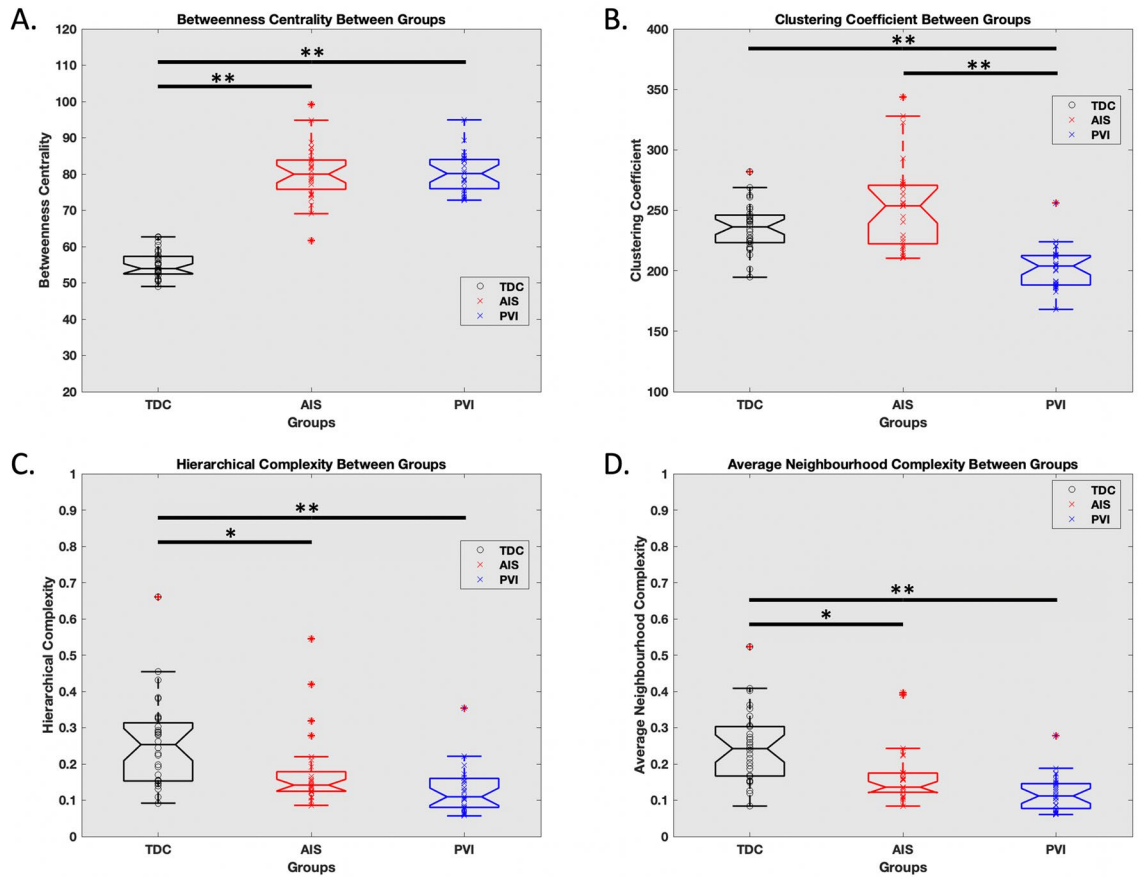 A.
Betweenness Centrality Between Groups
120
110
100
90
80
70
60
50
40
30
20
Betweenness Centrality
**
**
TDC
AIS
PVI
TDC
AIS
PVI
Groups
B.
Clustering Coefficient Between Groups
400
350
300
250
200
150
100
Clustering Coefficient
**
**
TDC
AIS
PVI
TDC
AIS
PVI
Groups
C.
Hierarchical Complexity Between Groups
1
0.9
0.8
0.7
0.6
0.5
0.4
0.3
0.2
0.1
0
Hierarchical Complexity
**
*
TDC
AIS
PVI
TDC
AIS
PVI
Groups
D.
Average Neighbourhood Complexity Between Groups
1
0.9
0.8
0.7
0.6
0.5
0.4
0.3
0.2
0.1
0
Average Neighbourhood Complexity
TDC
AIS
PVI
**
*
TDC
AIS
PVI
Groups